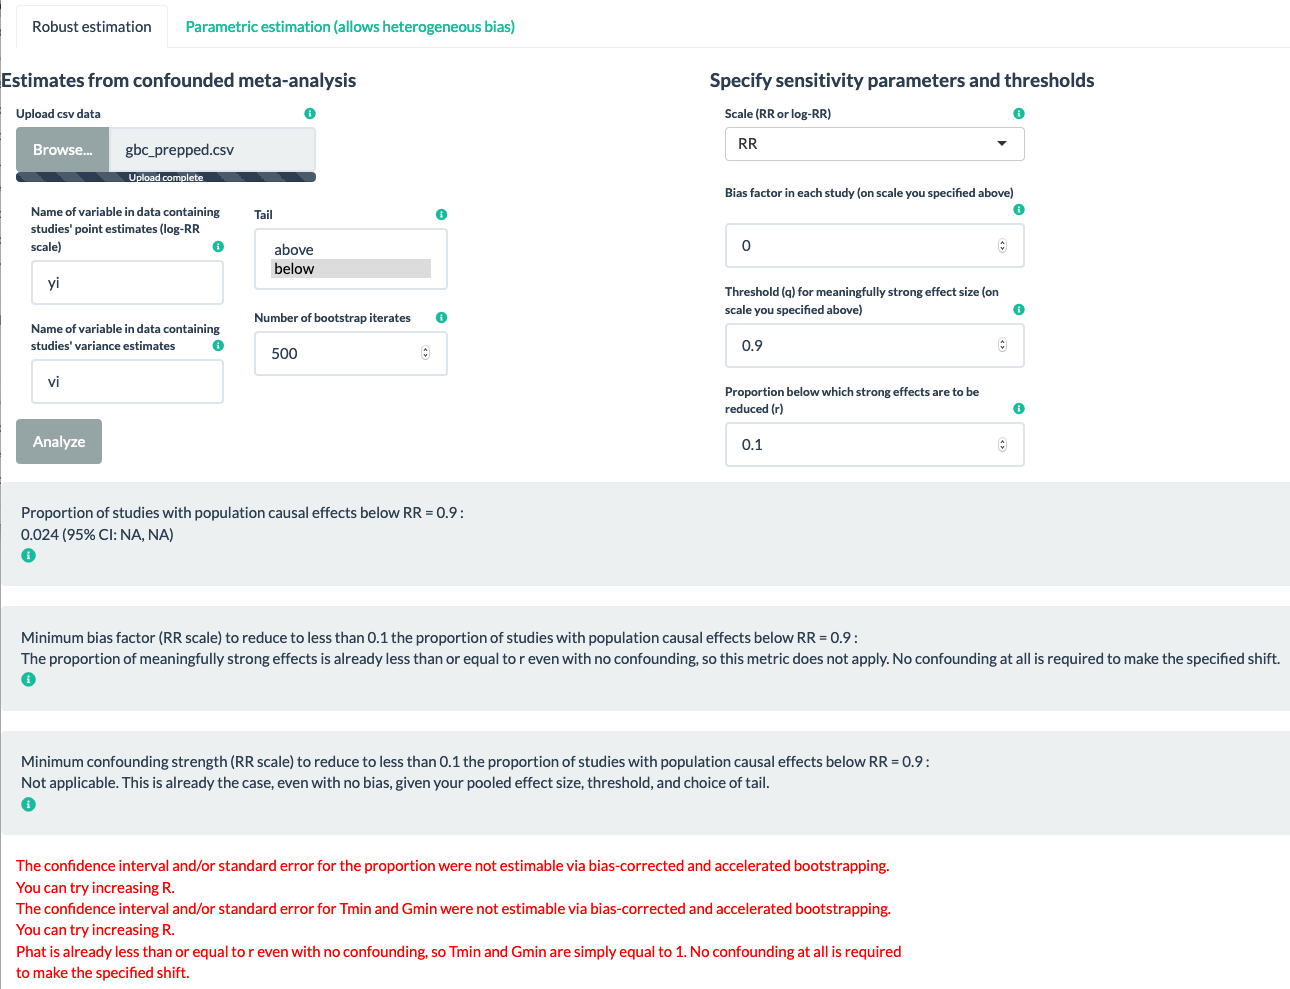 Robust estimation
Parametric estimation (allows heterogeneous bias)
Estimates from confounded meta-analysis
Upload csv data
Browse...
gbc_prepped.csv
Upload complete
Name of variable in data containing
studies' point estimates (log-RR
scale)
yi
Name of variable in data containing
studies' variance estimates
vi
Tail
above
below
Number of bootstrap iterates
500
Analyze
Specify sensitivity parameters and thresholds
Scale (RR or log-RR)
RR
Bias factor in each study (on scale you specified above)
0
Threshold (q) for meaningfully strong effect size (on
scale you specified above)
0.9
Proportion below which strong effects are to be
reduced (r)
0.1
Proportion of studies with population causal effects below RR = 0.9 :
0.024 (95% CI: NA, NA)
Minimum bias factor (RR scale) to reduce to less than 0.1 the proportion of studies with population causal effects below RR = 0.9 :
The proportion of meaningfully strong effects is already less than or equal to r even with no confounding, so this metric does not apply. No confounding at all is required to make the specified shift.
Minimum confounding strength (RR scale) to reduce to less than 0.1 the proportion of studies with population causal effects below RR = 0.9 :
Not applicable. This is already the case, even with no bias, given your pooled effect size, threshold, and choice of tail.
The confidence interval and/or standard error for the proportion were not estimable via bias-corrected and accelerated bootstrapping.
You can try increasing R.
The confidence interval and/or standard error for Tmin and Gmin were not estimable via bias-corrected and accelerated bootstrapping.
You can try increasing R.
Phat is already less than or equal to r even with no confounding, so Tmin and Gmin are simply equal to 1. No confounding at all is required
to make the specified shift.